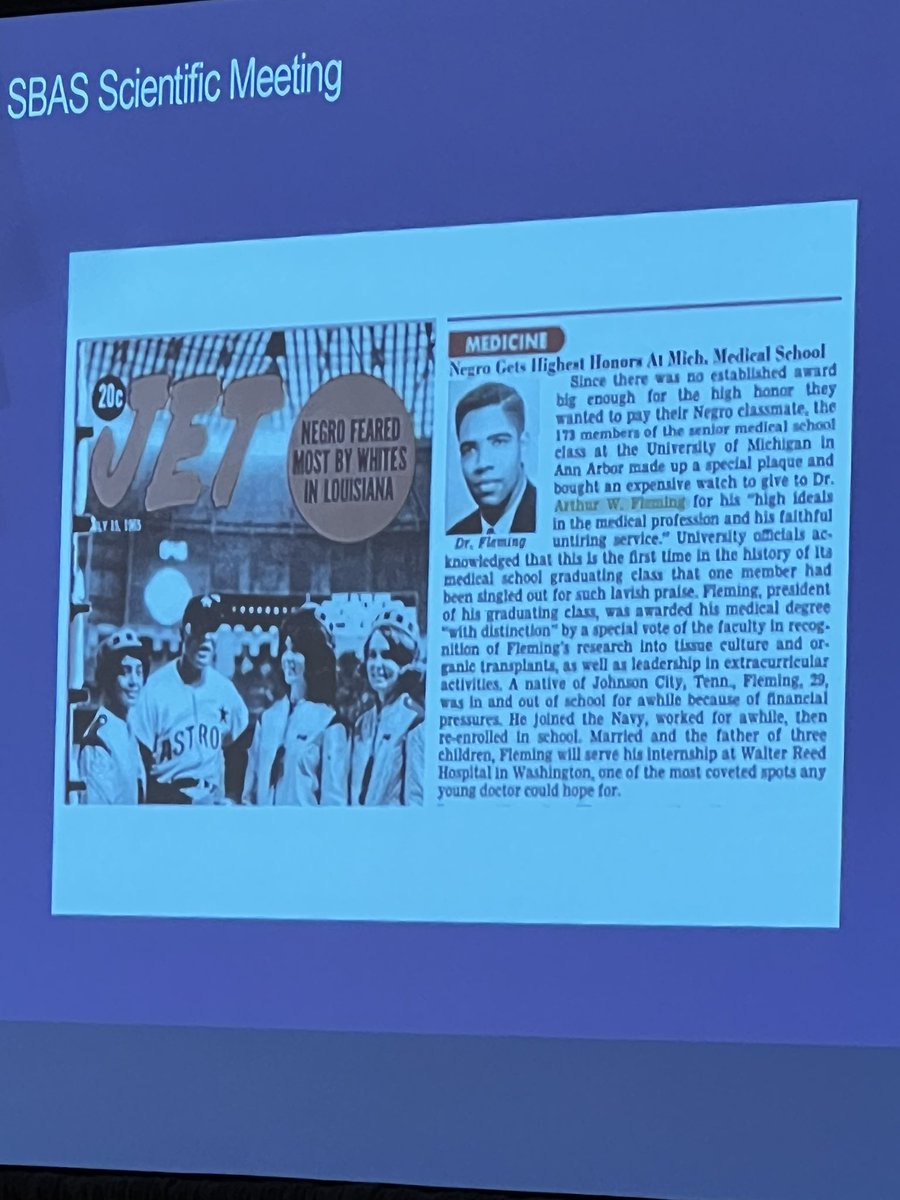 SBAS Scientific Meeting
20¢
JET
NEGRO FEARED
MOST BY WHITES
IN LOUISIANA
15, 1965
ASTRO
MEDICINE
Negro Gets Highest Honors At Mich. Medical School
Since there was no established award
big enough for the high honor they
wanted to pay their Negro classmate, the
173 members of the senior medical school
class at the University of Michigan in
Ann Arbor made up a special plaque and
bought an expensive watch to give to Dr.
Arthur W. Fleming for his "high ideals
in the medical profession and his faithful
untiring service." University officials ac-
Dr. Fleming
knowledged that this is the first time in the history of its
medical school graduating class that one member had
been singled out for such lavish praise. Fleming, president
of his graduating class, was awarded his medical degree
"with distinction" by a special vote of the faculty in recog-
nition of Fleming's research into tissue culture and or-
ganic transplants, as well as leadership in extracurricular
activities. A native of Johnson City, Tenn., Fleming, 29,
was in and out of school for awhile because of financial
pressures. He joined the Navy, worked for awhile, then
re-enrolled in school. Married and the father of three
children, Fleming will serve his internship at Walter Reed
Hospital in Washington, one of the most coveted spots any
young doctor could hope for.